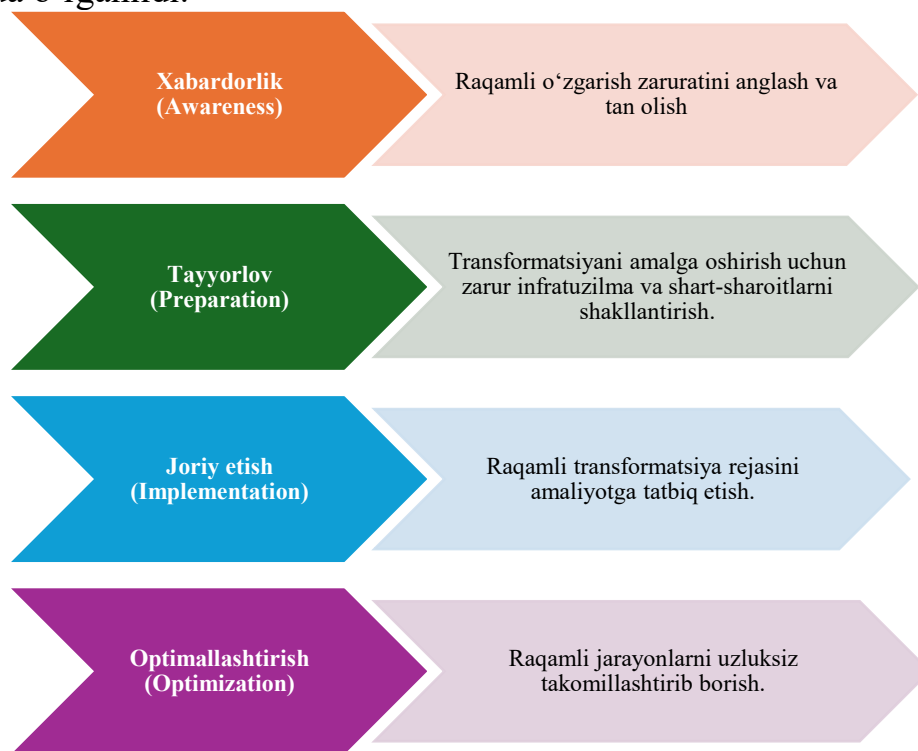 Xabardorlik
(Awareness)
Raqamli o‘zgarish zaruratini anglash va
tan olish
Tayyorlov
(Preparation)
Transformatsiyani amalga oshirish uchun
zarur infratuzilma va shart-sharoitlarni
shakllantirish.
Joriy etish
(Implementation)
Raqamli transformatsiya rejasini
amaliyotga tatbiq etish.
Optimallashtirish
(Optimization)
Raqamli jarayonlarni uzluksiz
takomillashtirib borish.